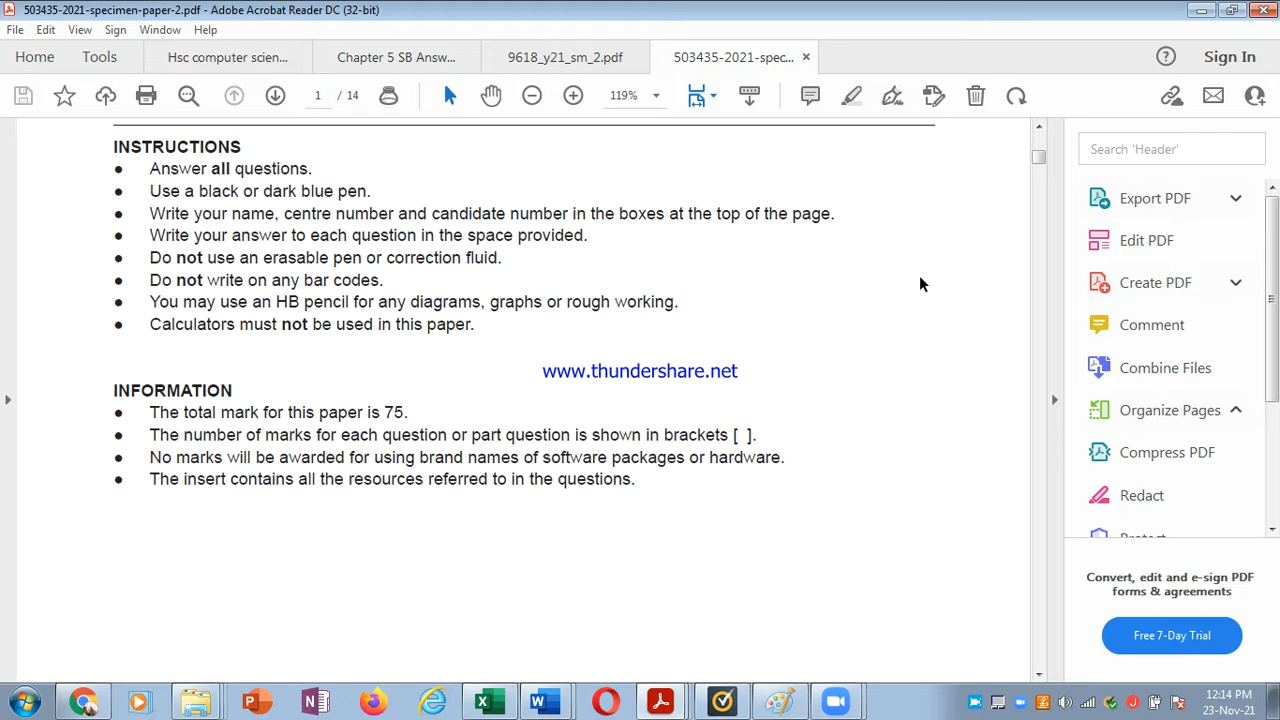 503435-2021-specimen-paper-2.pdf - Adobe Acrobat Reader DC (32-bit)
File Edit View Sign Window Help
Home Tools Hsc computer scien... Chapter 5 SB Answ... 9618_y21_sm_2.pdf 503435-2021-spec... × Sign In
1 / 14 119%
INSTRUCTIONS
● Answer all questions.
● Use a black or dark blue pen.
● Write your name, centre number and candidate number in the boxes at the top of the page.
● Write your answer to each question in the space provided.
● Do not use an erasable pen or correction fluid.
● Do not write on any bar codes.
● You may use an HB pencil for any diagrams, graphs or rough working.
● Calculators must not be used in this paper.
www.thundershare.net
INFORMATION
● The total mark for this paper is 75.
● The number of marks for each question or part question is shown in brackets [ ].
● No marks will be awarded for using brand names of software packages or hardware.
● The insert contains all the resources referred to in the questions.
Search 'Header'
Export PDF
Edit PDF
Create PDF
Comment
Combine Files
Organize Pages
Compress PDF
Redact
Protect
Convert, edit and e-sign PDF
forms & agreements
Free 7-Day Trial
12:14 PM
23-Nov-21